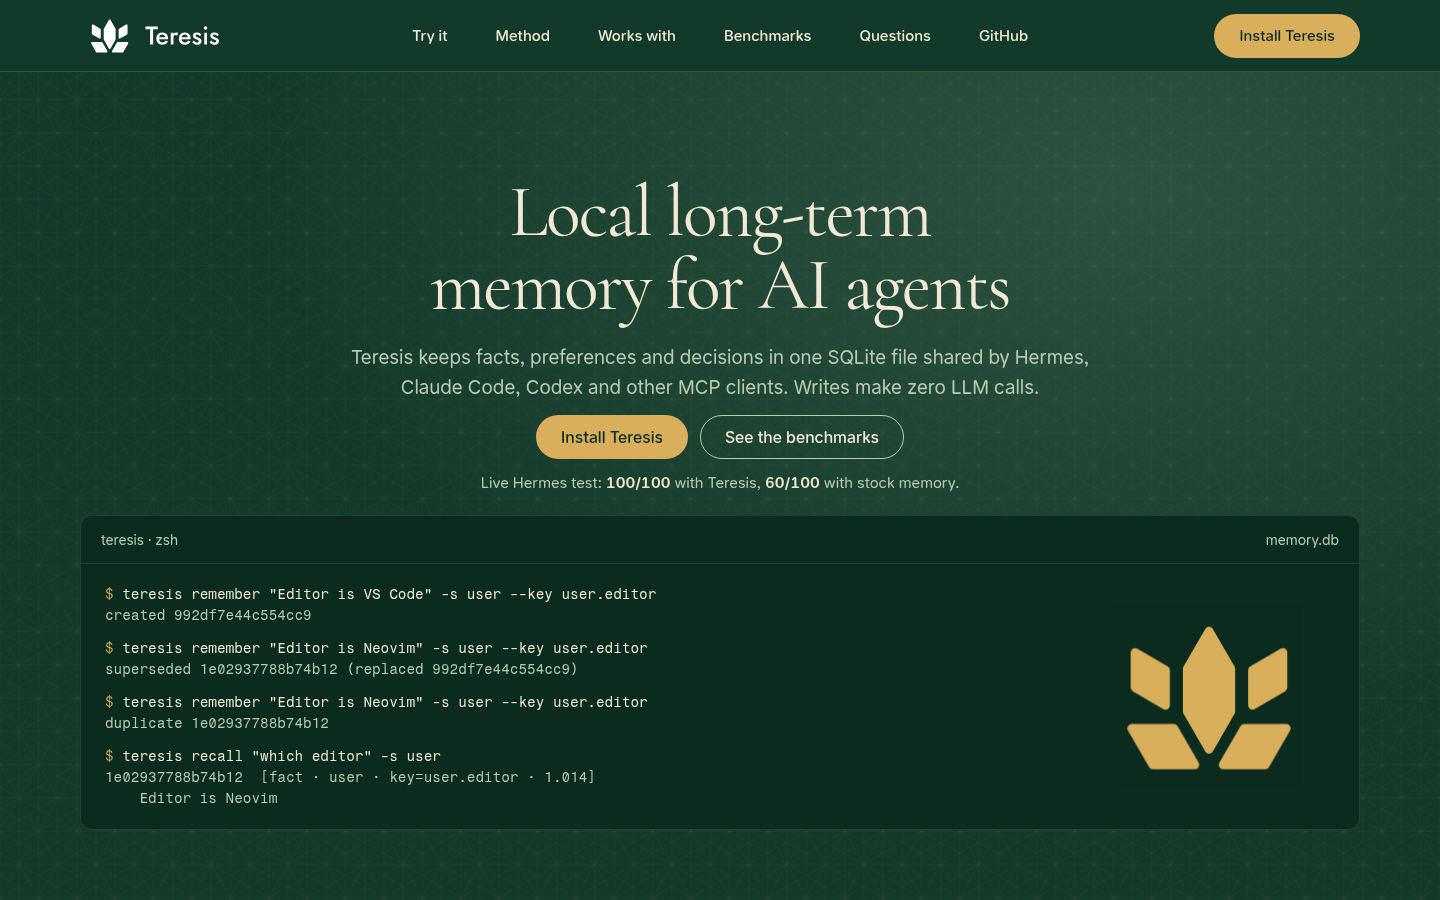 Teresis
Try it
Method
Works with
Benchmarks
Questions
GitHub
Install Teresis
Local long-term
memory for AI agents
Teresis keeps facts, preferences and decisions in one SQLite file shared by Hermes,
Claude Code, Codex and other MCP clients. Writes make zero LLM calls.
Install Teresis
See the benchmarks
Live Hermes test: 100/100 with Teresis, 60/100 with stock memory.
teresis · zsh
memory.db
$ teresis remember "Editor is VS Code" -s user --key user.editor
created 992df7e44c554cc9
$ teresis remember "Editor is Neovim" -s user --key user.editor
superseded 1e02937788b74b12 (replaced 992df7e44c554cc9)
$ teresis remember "Editor is Neovim" -s user --key user.editor
duplicate 1e02937788b74b12
$ teresis recall "which editor" -s user
1e02937788b74b12  [fact · user · key=user.editor · 1.014]
    Editor is Neovim